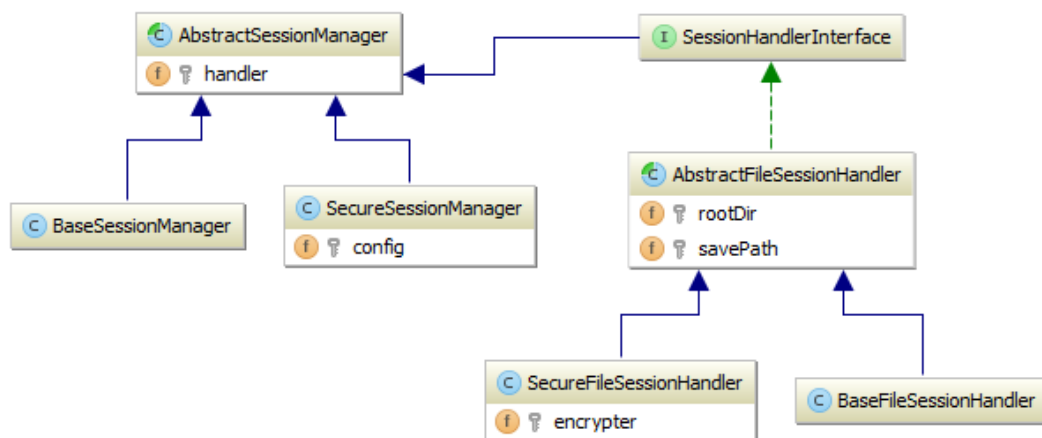 C AbstractSessionManager
f handler
I SessionHandlerInterface
C AbstractFileSessionHandler
f rootDir
f savePath
C BaseSessionManager
C SecureSessionManager
f config
C SecureFileSessionHandler
f encrypter
C BaseFileSessionHandler